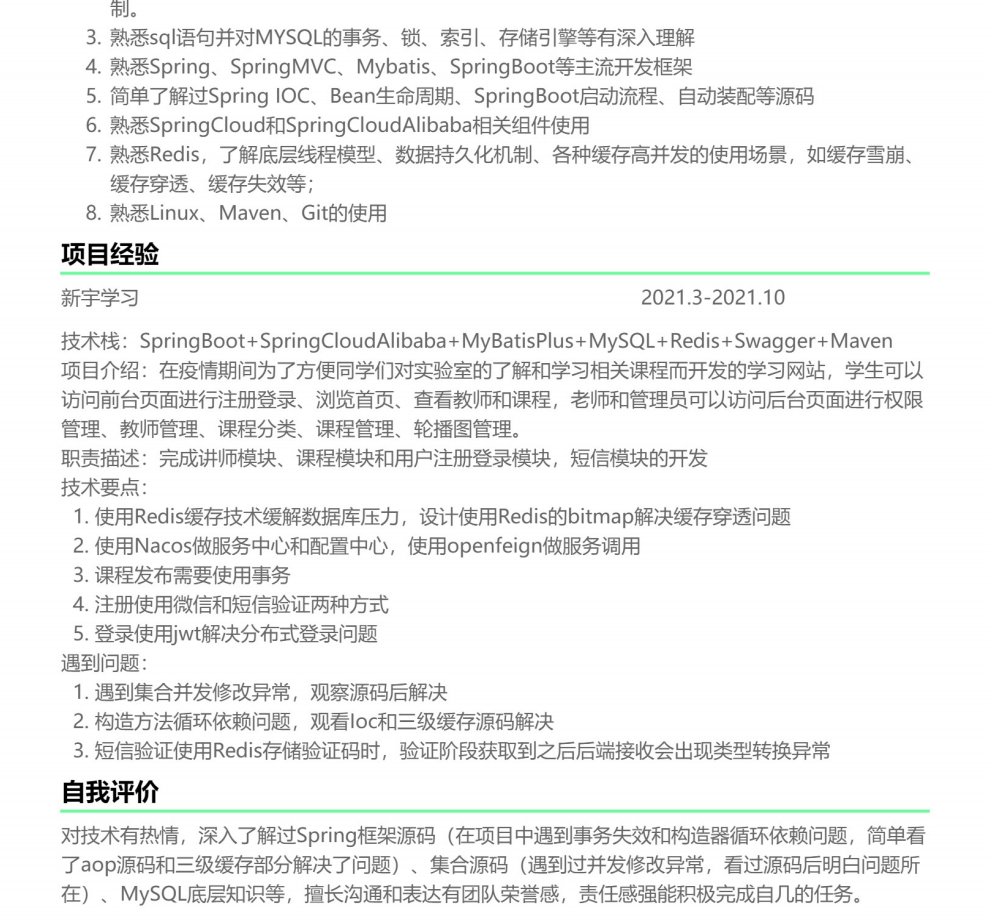 制。
3. 熟悉sql语句并对MYSQL的事务、锁、索引、存储引擎等有深入理解
4. 熟悉Spring、SpringMVC、Mybatis、SpringBoot等主流开发框架
5. 简单了解过Spring IOC、Bean生命周期、SpringBoot启动流程、自动装配等源码
6. 熟悉SpringCloud和SpringCloudAlibaba相关组件使用
7. 熟悉Redis，了解底层线程模型、数据持久化机制、各种缓存高并发的使用场景，如缓存雪崩、
缓存穿透、缓存失效等；
8. 熟悉Linux、Maven、Git的使用
项目经验
新宇学习 2021.3-2021.10
技术栈：SpringBoot+SpringCloudAlibaba+MyBatisPlus+MySQL+Redis+Swagger+Maven
项目介绍：在疫情期间为了方便同学们对实验室的了解和学习相关课程而开发的学习网站，学生可以
访问前台页面进行注册登录、浏览首页、查看教师和课程，老师和管理员可以访问后台页面进行权限
管理、教师管理、课程分类、课程管理、轮播图管理。
职责描述：完成讲师模块、课程模块和用户注册登录模块，短信模块的开发
技术要点：
1. 使用Redis缓存技术缓解数据库压力，设计使用Redis的bitmap解决缓存穿透问题
2. 使用Nacos做服务中心和配置中心，使用openfeign做服务调用
3. 课程发布需要使用事务
4. 注册使用微信和短信验证两种方式
5. 登录使用jwt解决分布式登录问题
遇到问题：
1. 遇到集合并发修改异常，观察源码后解决
2. 构造方法循环依赖问题，观看Ioc和三级缓存源码解决
3. 短信验证使用Redis存储验证码时，验证阶段获取到之后后端接收会出现类型转换异常
自我评价
对技术有热情，深入了解过Spring框架源码（在项目中遇到事务失效和构造器循环依赖问题，简单看
了aop源码和三级缓存部分解决了问题）、集合源码（遇到过并发修改异常，看过源码后明白问题所
在）、MySQL底层知识等，擅长沟通和表达有团队荣誉感，责任感强能积极完成自几的任务。